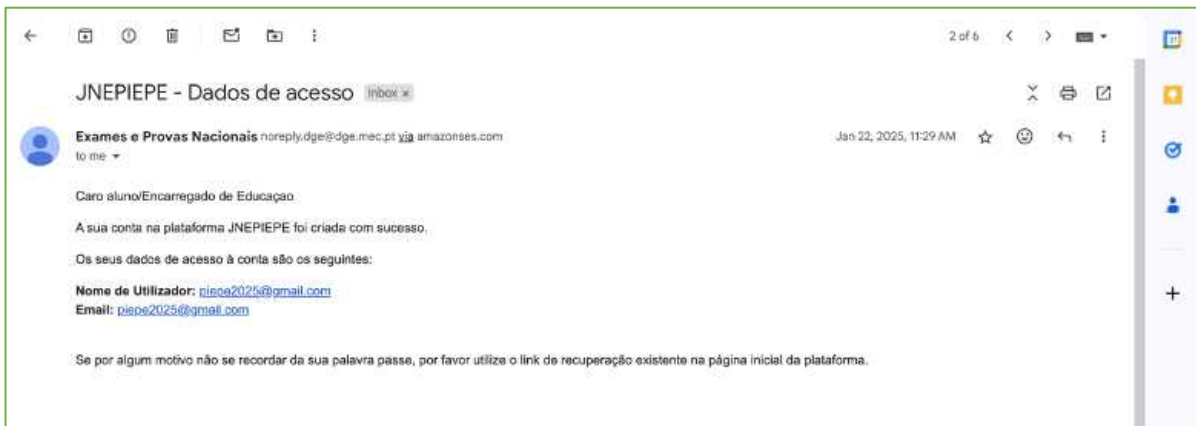 2 of 6
JNEPIEPE - Dados de acesso Inbox x
Exames e Provas Nacionais noreply.dge@dge.mec.pt via amazonses.com
Jan 22, 2025, 11:29 AM
to me
Caro aluno/Encarregado de Educaçao
A sua conta na plataforma JNEPIEPE foi criada com sucesso.
Os seus dados de acesso à conta são os seguintes:
Nome de Utilizador: piepe2025@gmail.com
Email: piepe2025@gmail.com
Se por algum motivo não se recordar da sua palavra passe, por favor utilize o link de recuperação existente na página inicial da plataforma.